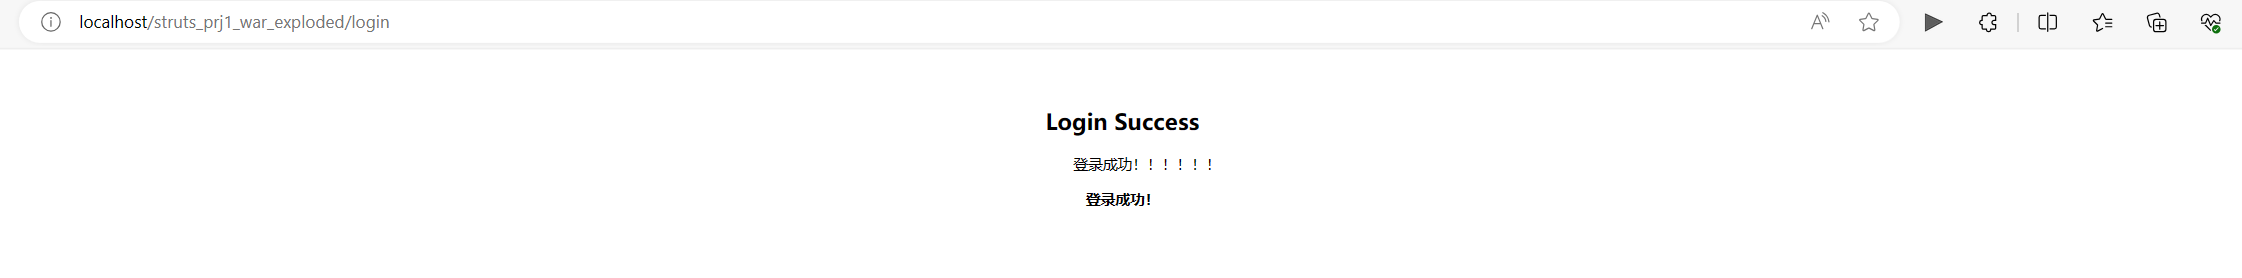 localhost/struts_prj1_war_exploded/login
Login Success
登录成功！！！！！！
登录成功！